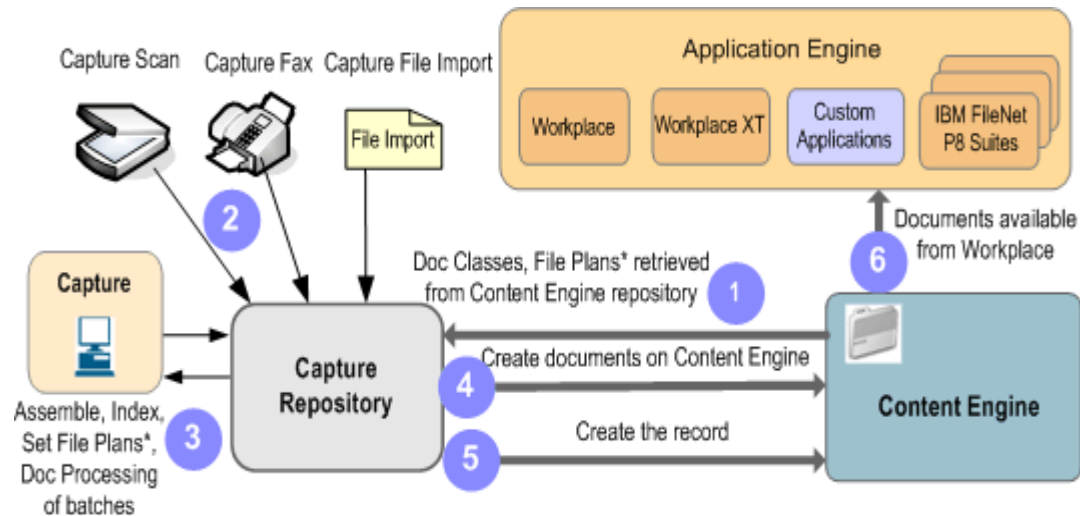 Capture Scan
Capture Fax
Capture File Import
File Import
Application Engine
Workplace
Workplace XT
Custom
Applications
IBM FileNet
P8 Suites
2
Documents available
from Workplace
6
Doc Classes, File Plans* retrieved
from Content Engine repository
1
Capture
Capture
Repository
Create documents on Content Engine
4
Content Engine
Create the record
5
Assemble, Index,
Set File Plans*,
Doc Processing
of batches
3